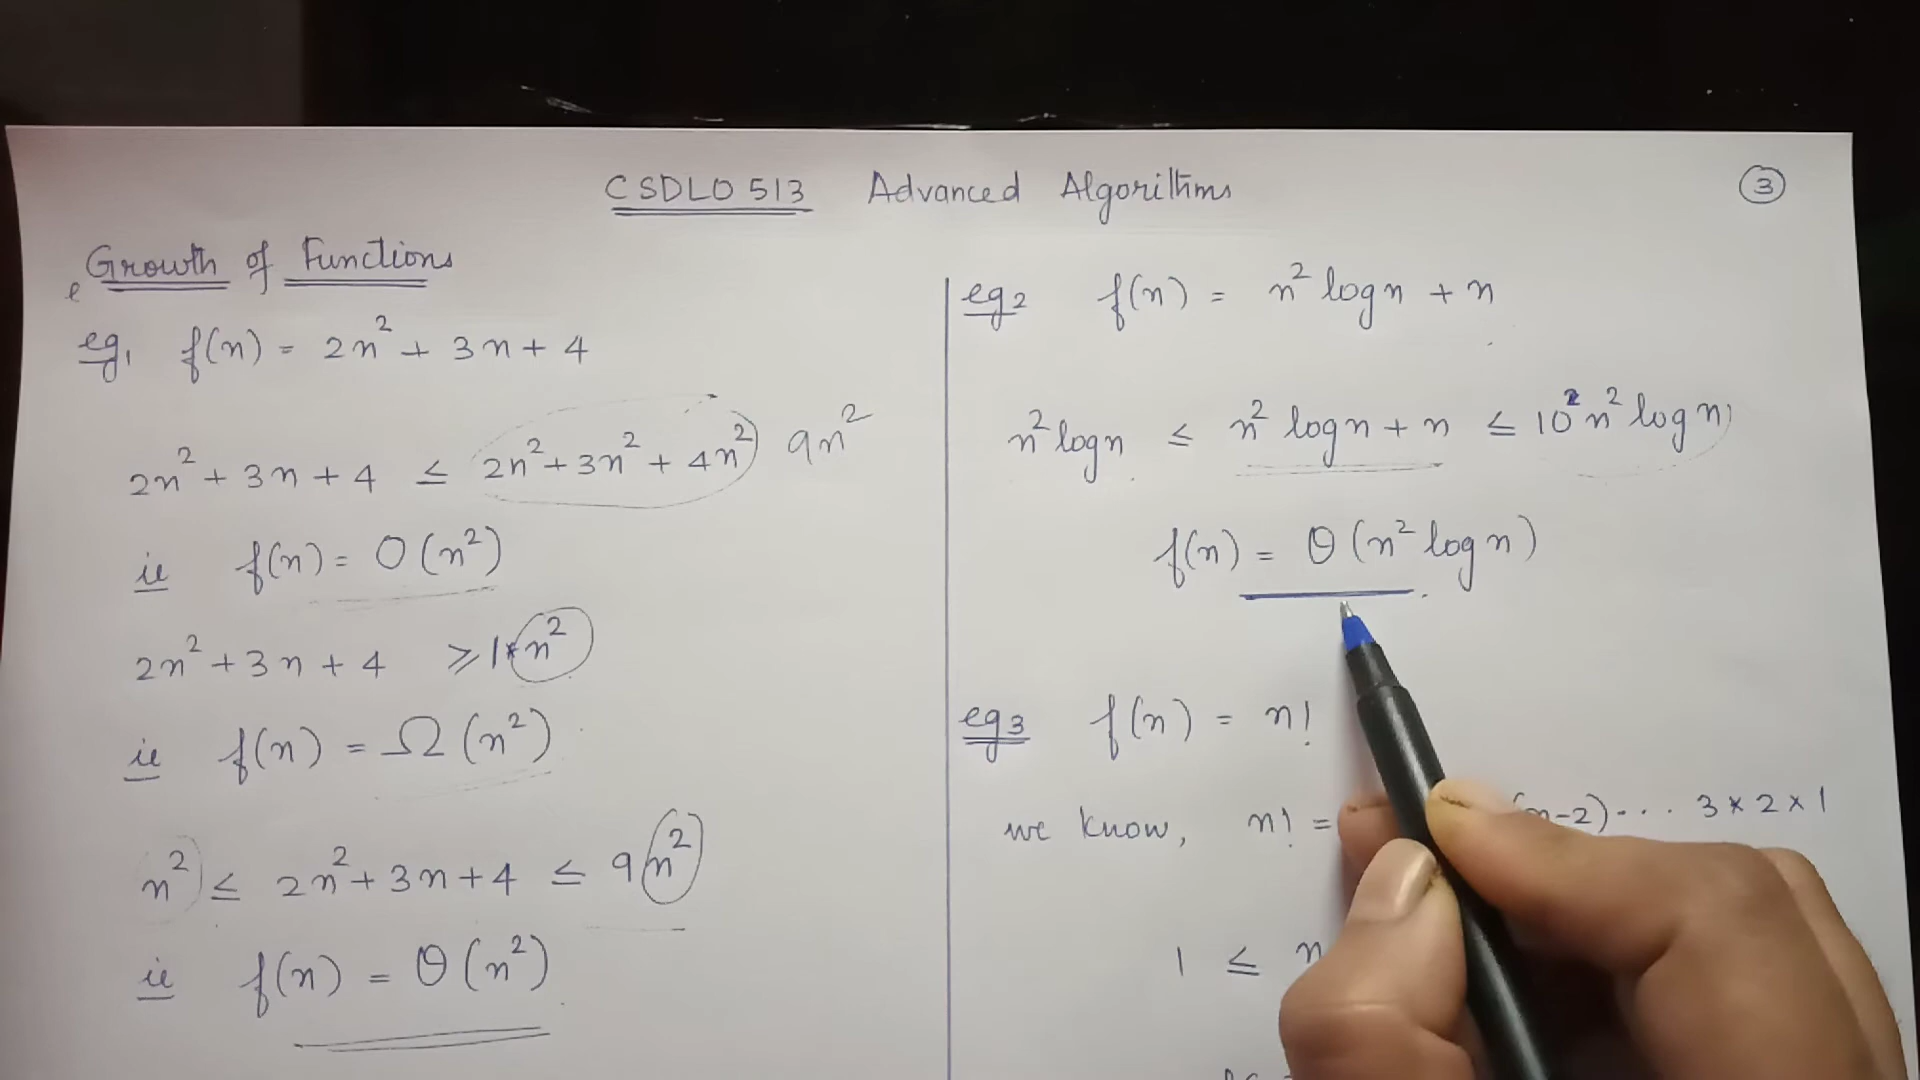 CSDLO 513 Advanced Algorithms
3
Growth of Functions
e
eg1 f(n) = 2n² + 3n + 4
2n² + 3n + 4 ≤ 2n² + 3n² + 4n² 9n²
ie f(n) = O(n²)
2n² + 3n + 4 ≥ 1*n²
ie f(n) = Ω(n²)
n² ≤ 2n² + 3n + 4 ≤ 9n²
ie f(n) = θ(n²)
eg2 f(n) = n² log n + n
n² log n ≤ n² log n + n ≤ 10² n² log n
f(n) = θ(n² log n)
eg3 f(n) = n!
we know, n! = (n-2)... 3 × 2 × 1
1 ≤ n